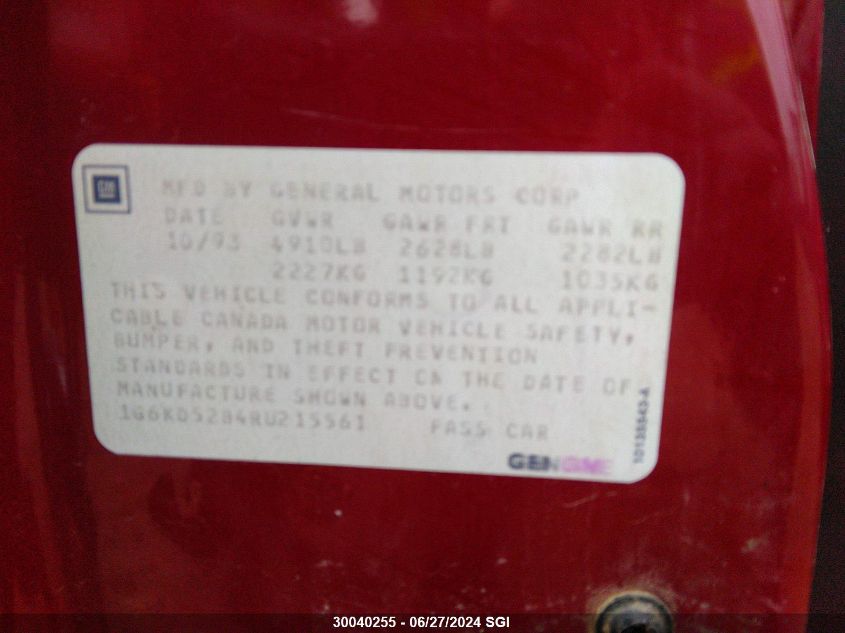 GM
MFD BY GENERAL MOTORS CORP
DATE GVWR GAWR FRT GAWR RR
10/93 4910LB 2628LB 2282LB
2227KG 1192KG 1035KG
THIS VEHICLE CONFORMS TO ALL APPLI-
CABLE CANADA MOTOR VEHICLE SAFETY,
BUMPER, AND THEFT PREVENTION
STANDARDS IN EFFECT ON THE DATE OF
MANUFACTURE SHOWN ABOVE.
1G6KD52B4RU215561 PASS CAR
GENGME
30040255 - 06/27/2024 SGI